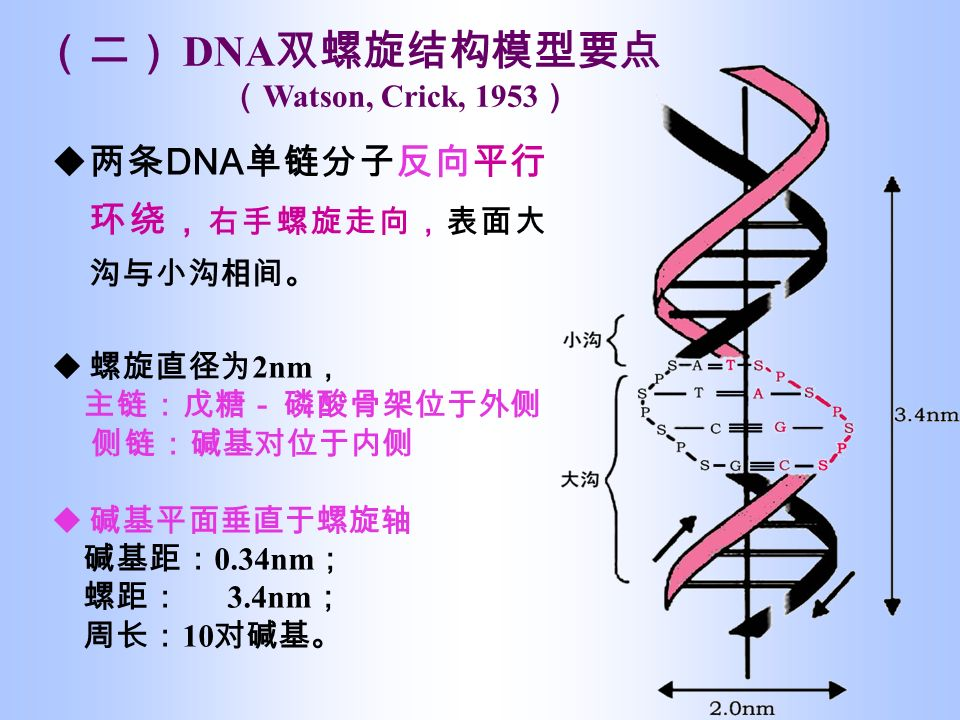 （二）DNA双螺旋结构模型要点
（Watson, Crick, 1953）
◆两条DNA单链分子反向平行
环绕，右手螺旋走向，表面大
沟与小沟相间。
◆ 螺旋直径为2nm，
主链：戊糖－磷酸骨架位于外侧
侧链：碱基对位于内侧
◆ 碱基平面垂直于螺旋轴
碱基距：0.34nm；
螺距： 3.4nm；
周长：10对碱基。
小沟
大沟
P S A T S P
P S T A S P
P C G P
S P S
P S G C S P
3.4nm
2.0nm